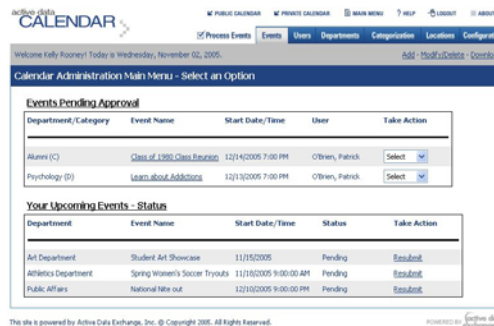 active data
CALENDAR
PUBLIC CALENDAR PRIVATE CALENDAR MAIN MENU ? HELP LOGOUT ABOUT
Process Events Events Users Departments Categorization Locations Configurat
Welcome Kelly Rooney! Today is Wednesday, November 02, 2005.
Add - Modify/Delete - Downlo
Calendar Administration Main Menu - Select an Option
Events Pending Approval
Department/Category Event Name Start Date/Time User Take Action
Alumni (C) Class of 1980 Class Reunion 12/14/2005 7:00 PM O'Brien, Patrick Select
Psychology (D) Learn about Addictions 12/13/2005 7:00 PM O'Brien, Patrick Select
Your Upcoming Events - Status
Department Event Name Start Date/Time Status Take Action
Art Department Student Art Showcase 11/15/2005 Pending Resubmit
Athletics Department Spring Women's Soccer Tryouts 11/18/2005 9:00:00 AM Pending Resubmit
Public Affairs National Nite out 12/10/2005 9:00:00 PM Pending Resubmit
This site is powered by Active Data Exchange, Inc. © Copyright 2005. All Rights Reserved.
POWERED BY active d